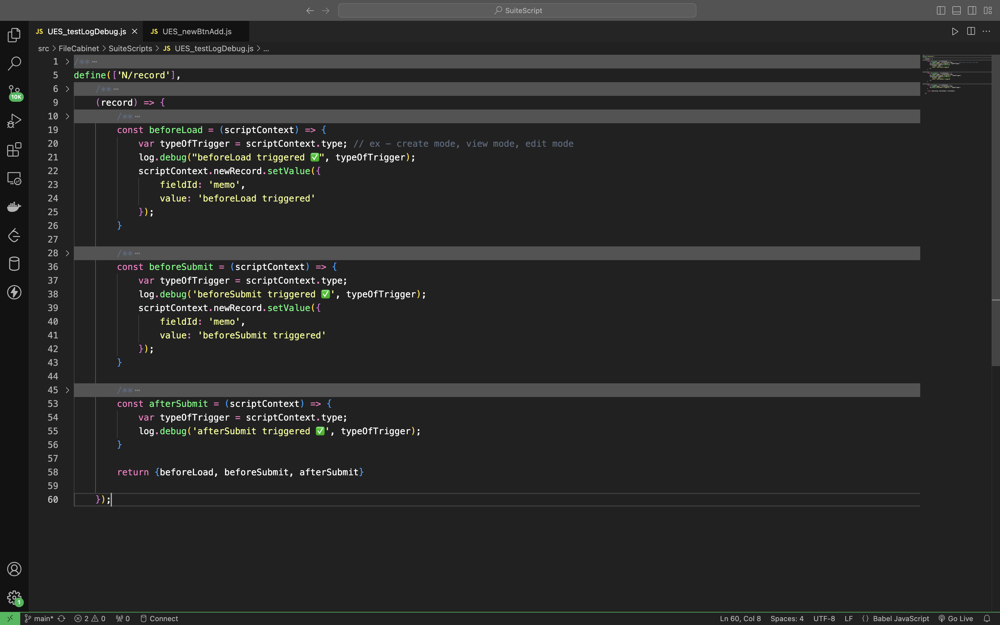 SuiteScript
JS UES_testLogDebug.js
JS UES_newBtnAdd.js
src > FileCabinet > SuiteScripts > JS UES_testLogDebug.js > ...
10K
1 /** ⋯
5 define(['N/record'],
6 /** ⋯
9 (record) => {
10 /** ⋯
19 const beforeLoad = (scriptContext) => {
20 var typeOfTrigger = scriptContext.type; // ex – create mode, view mode, edit mode
21 log.debug("beforeLoad triggered ✅", typeOfTrigger);
22 scriptContext.newRecord.setValue({
23 fieldId: 'memo',
24 value: 'beforeLoad triggered'
25 });
26 }
27
28 /** ⋯
36 const beforeSubmit = (scriptContext) => {
37 var typeOfTrigger = scriptContext.type;
38 log.debug('beforeSubmit triggered ✅', typeOfTrigger);
39 scriptContext.newRecord.setValue({
40 fieldId: 'memo',
41 value: 'beforeSubmit triggered'
42 });
43 }
44
45 /** ⋯
53 const afterSubmit = (scriptContext) => {
54 var typeOfTrigger = scriptContext.type;
55 log.debug('afterSubmit triggered ✅', typeOfTrigger);
56 }
57
58 return {beforeLoad, beforeSubmit, afterSubmit}
59
60 });
1
main* 2 0 0 Connect
Ln 60, Col 8 Spaces: 4 UTF-8 LF {} Babel JavaScript Go Live